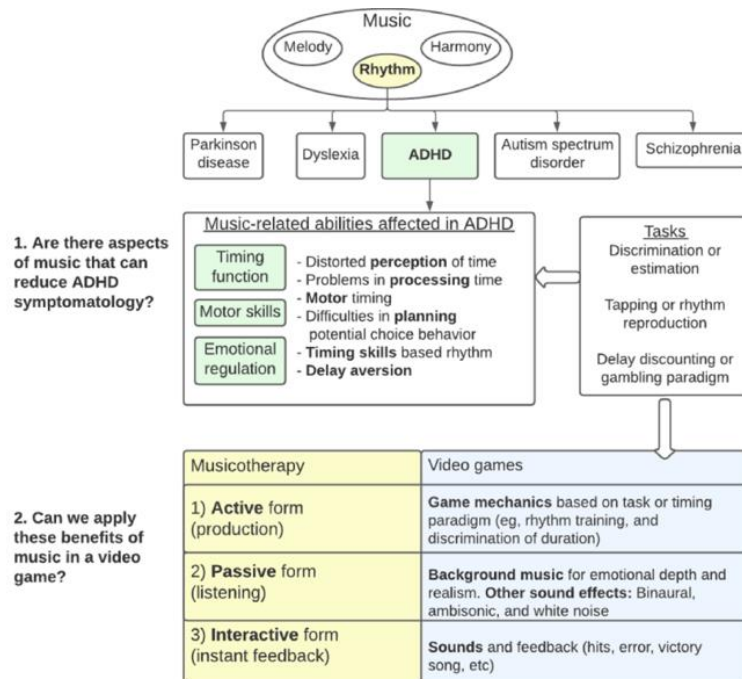 Music
Melody
Harmony
Rhythm
Parkinson
disease
Dyslexia
ADHD
Autism spectrum
disorder
Schizophrenia
1. Are there aspects
of music that can
reduce ADHD
symptomatology?
Music-related abilities affected in ADHD
Timing
function
Motor skills
Emotional
regulation
- Distorted perception of time
- Problems in processing time
- Motor timing
- Difficulties in planning
potential choice behavior
- Timing skills based rhythm
- Delay aversion
Tasks
Discrimination or
estimation
Tapping or rhythm
reproduction
Delay discounting or
gambling paradigm
2. Can we apply
these benefits of
music in a video
game?
Musicotherapy
Video games
1) Active form
(production)
Game mechanics based on task or timing
paradigm (eg, rhythm training, and
discrimination of duration)
2) Passive form
(listening)
Background music for emotional depth and
realism. Other sound effects: Binaural,
ambisonic, and white noise
3) Interactive form
(instant feedback)
Sounds and feedback (hits, error, victory
song, etc)